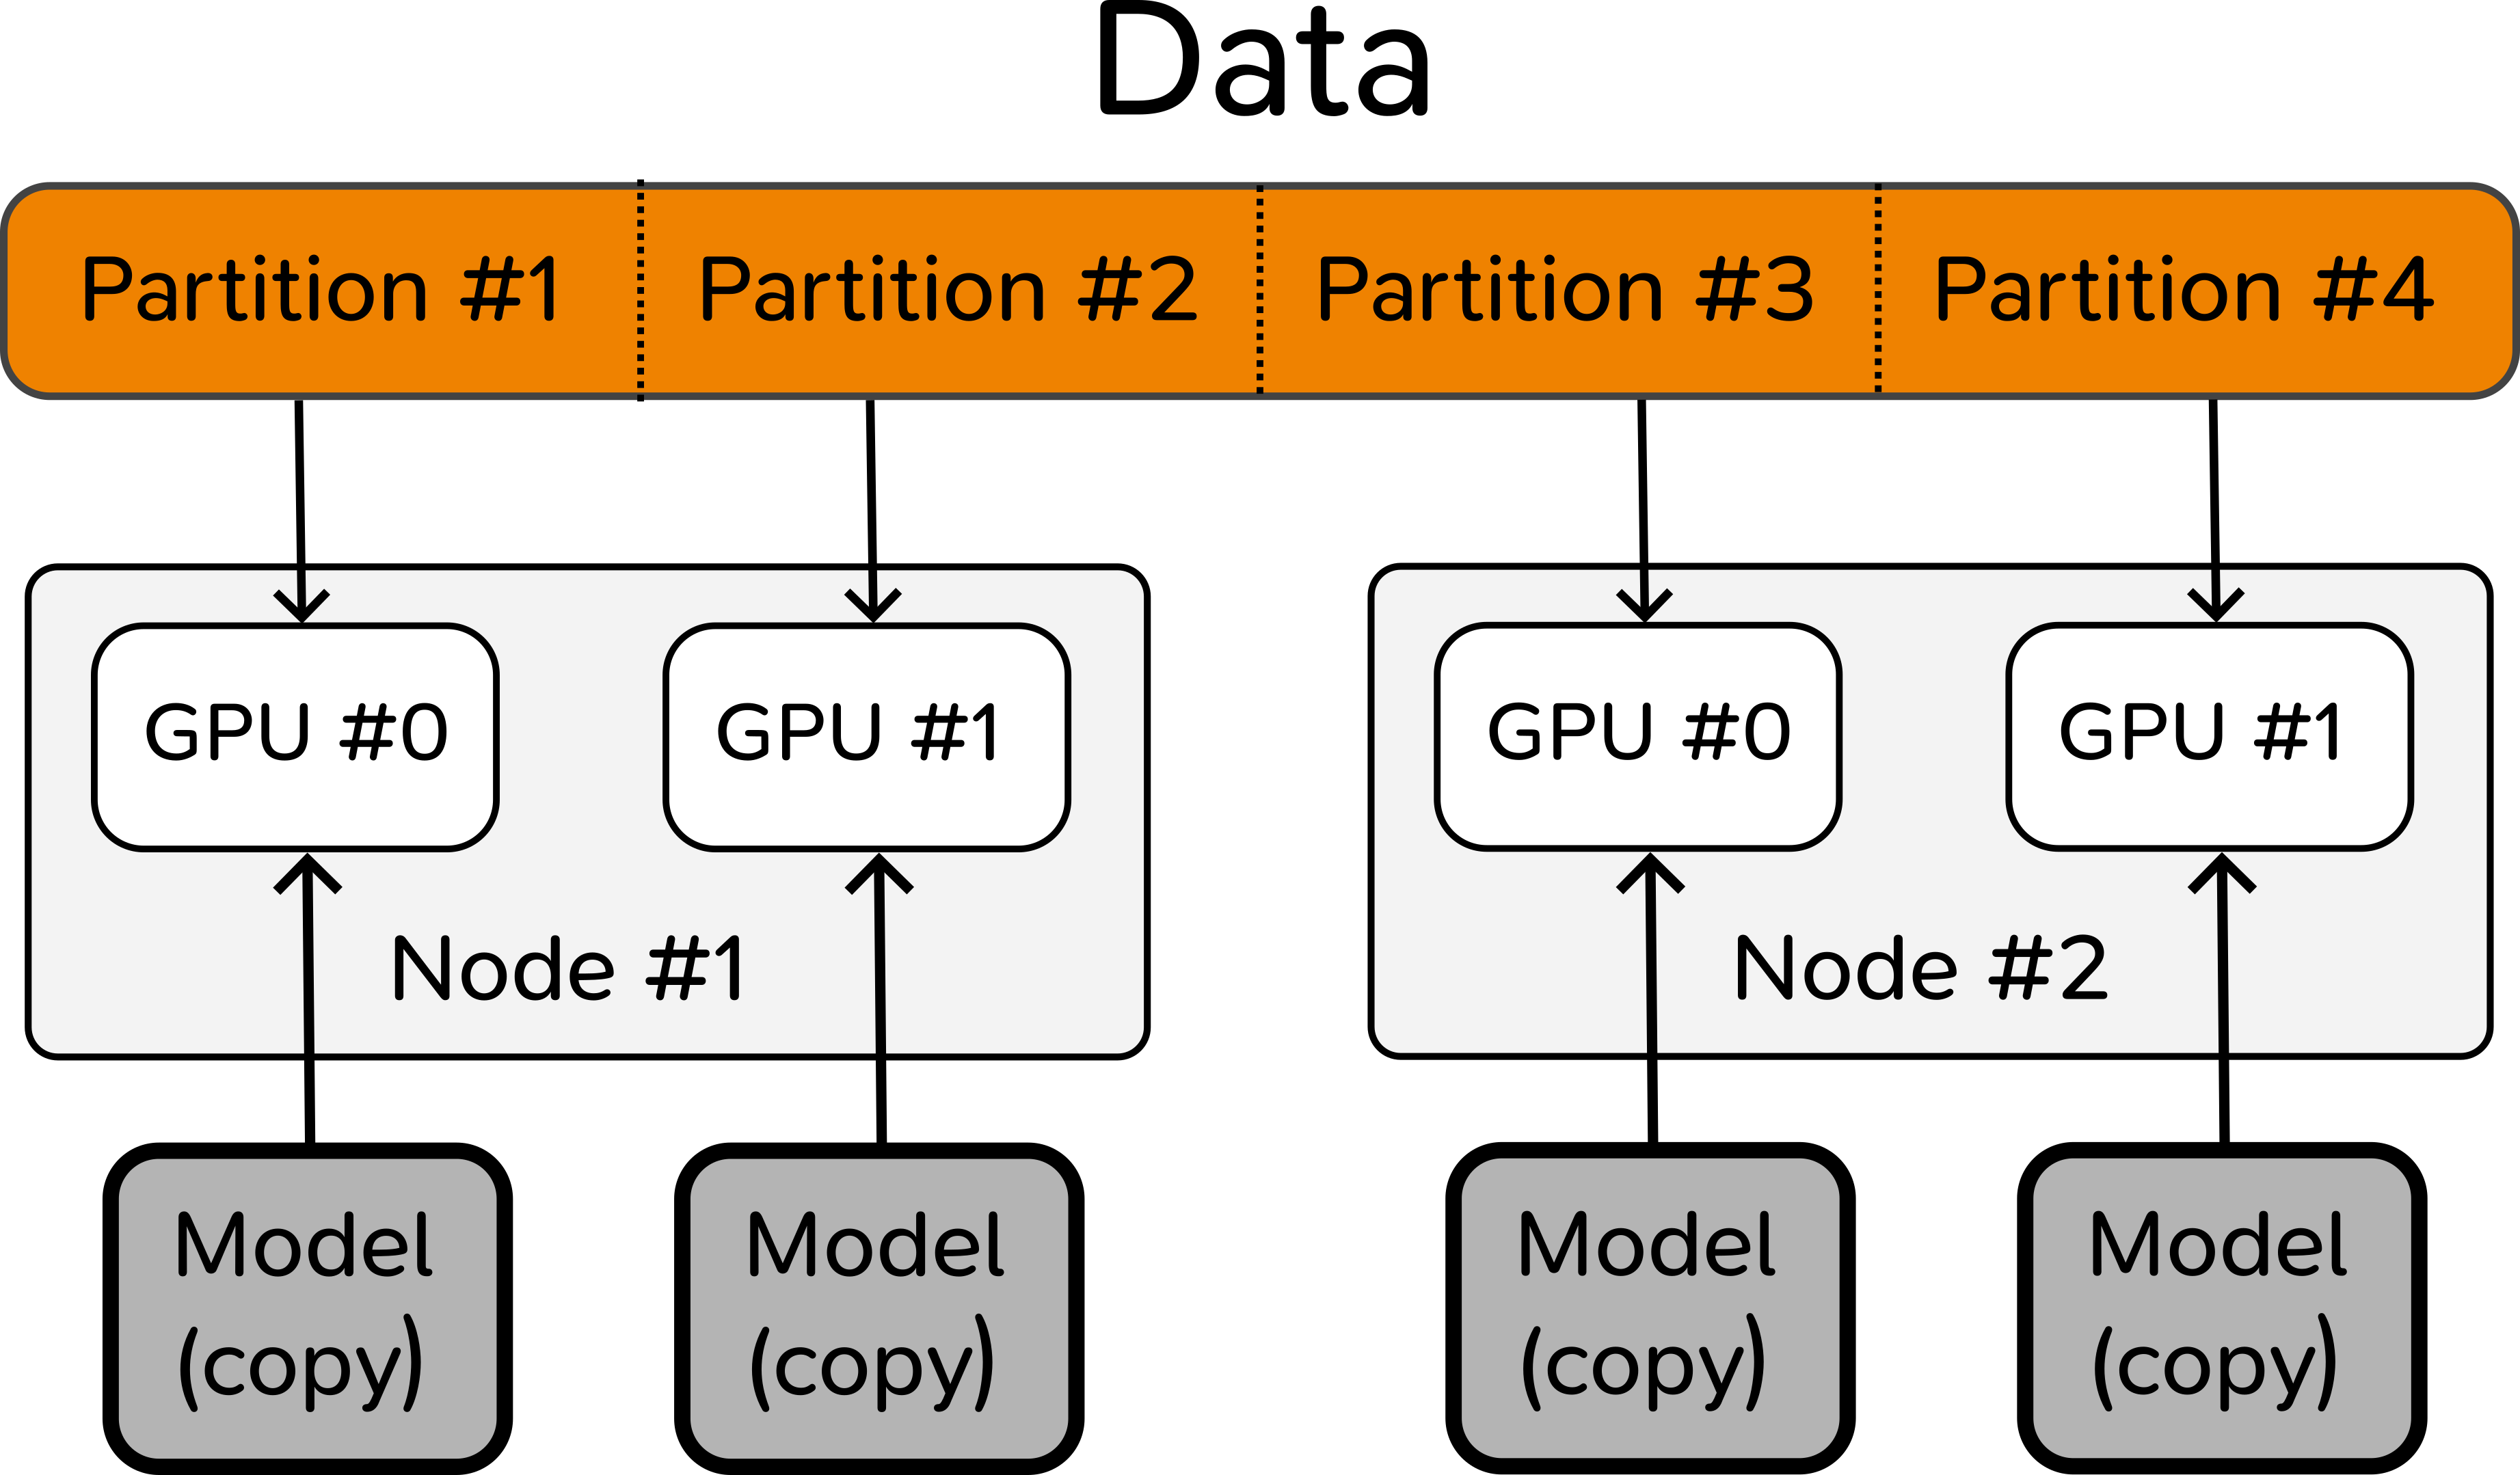 Data
Partition #1
Partition #2
Partition #3
Partition #4
GPU #0
GPU #1
GPU #0
GPU #1
Node #1
Node #2
Model
(copy)
Model
(copy)
Model
(copy)
Model
(copy)